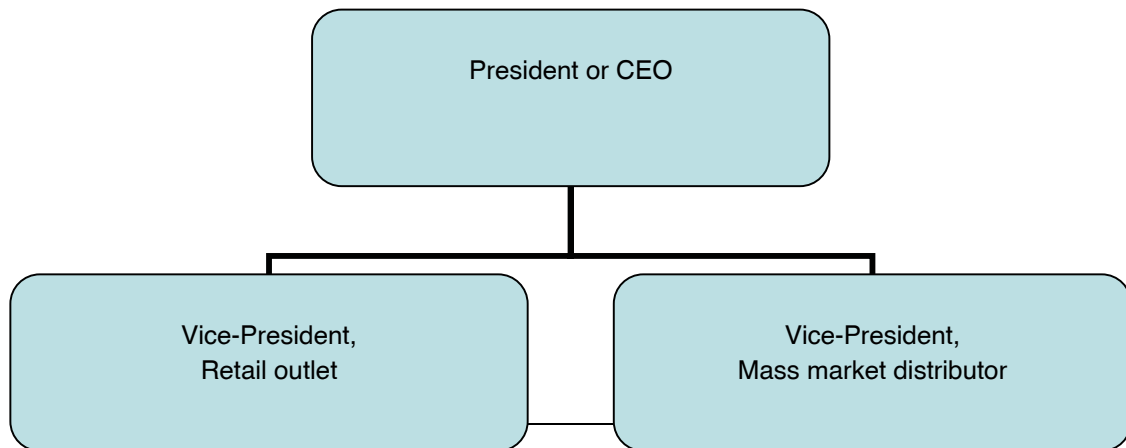 President or CEO
Vice-President,
Retail outlet
Vice-President,
Mass market distributor